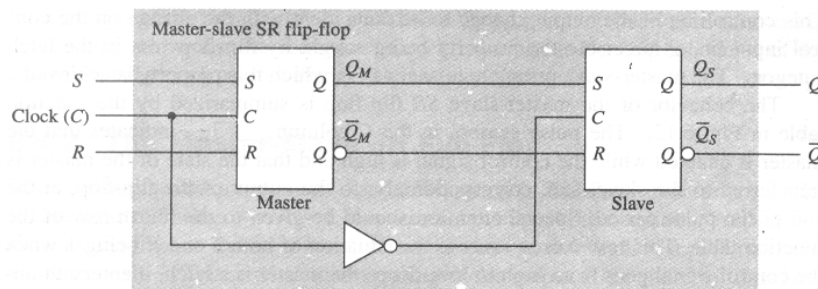 Master-slave SR flip-flop
S
Clock (C)
R
S
C
R
Q
Q
Master
Q_M
Q̅_M
S
C
R
Q
Q
Slave
Q_S
Q̅_S
Q
Q̅